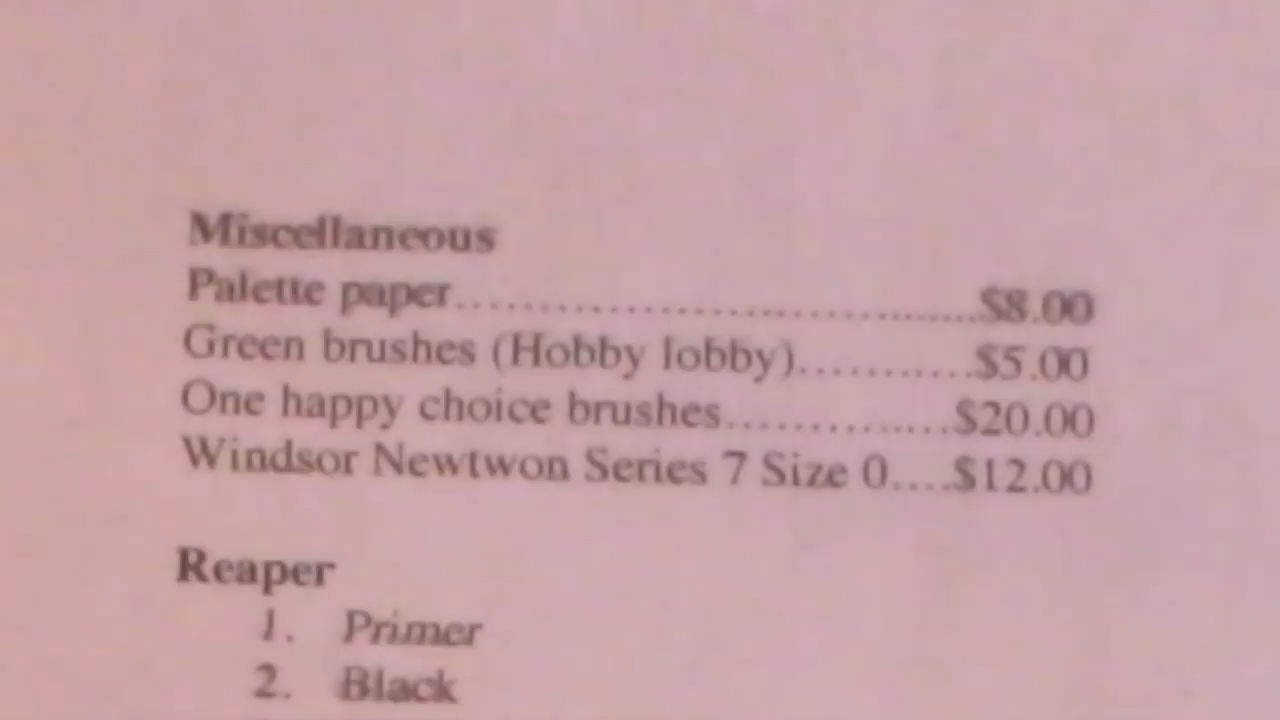 Miscellaneous
Palette paper......................................$8.00
Green brushes (Hobby lobby)...........$5.00
One happy choice brushes..............$20.00
Windsor Newtwon Series 7 Size 0....$12.00
Reaper
1. Primer
2. Black